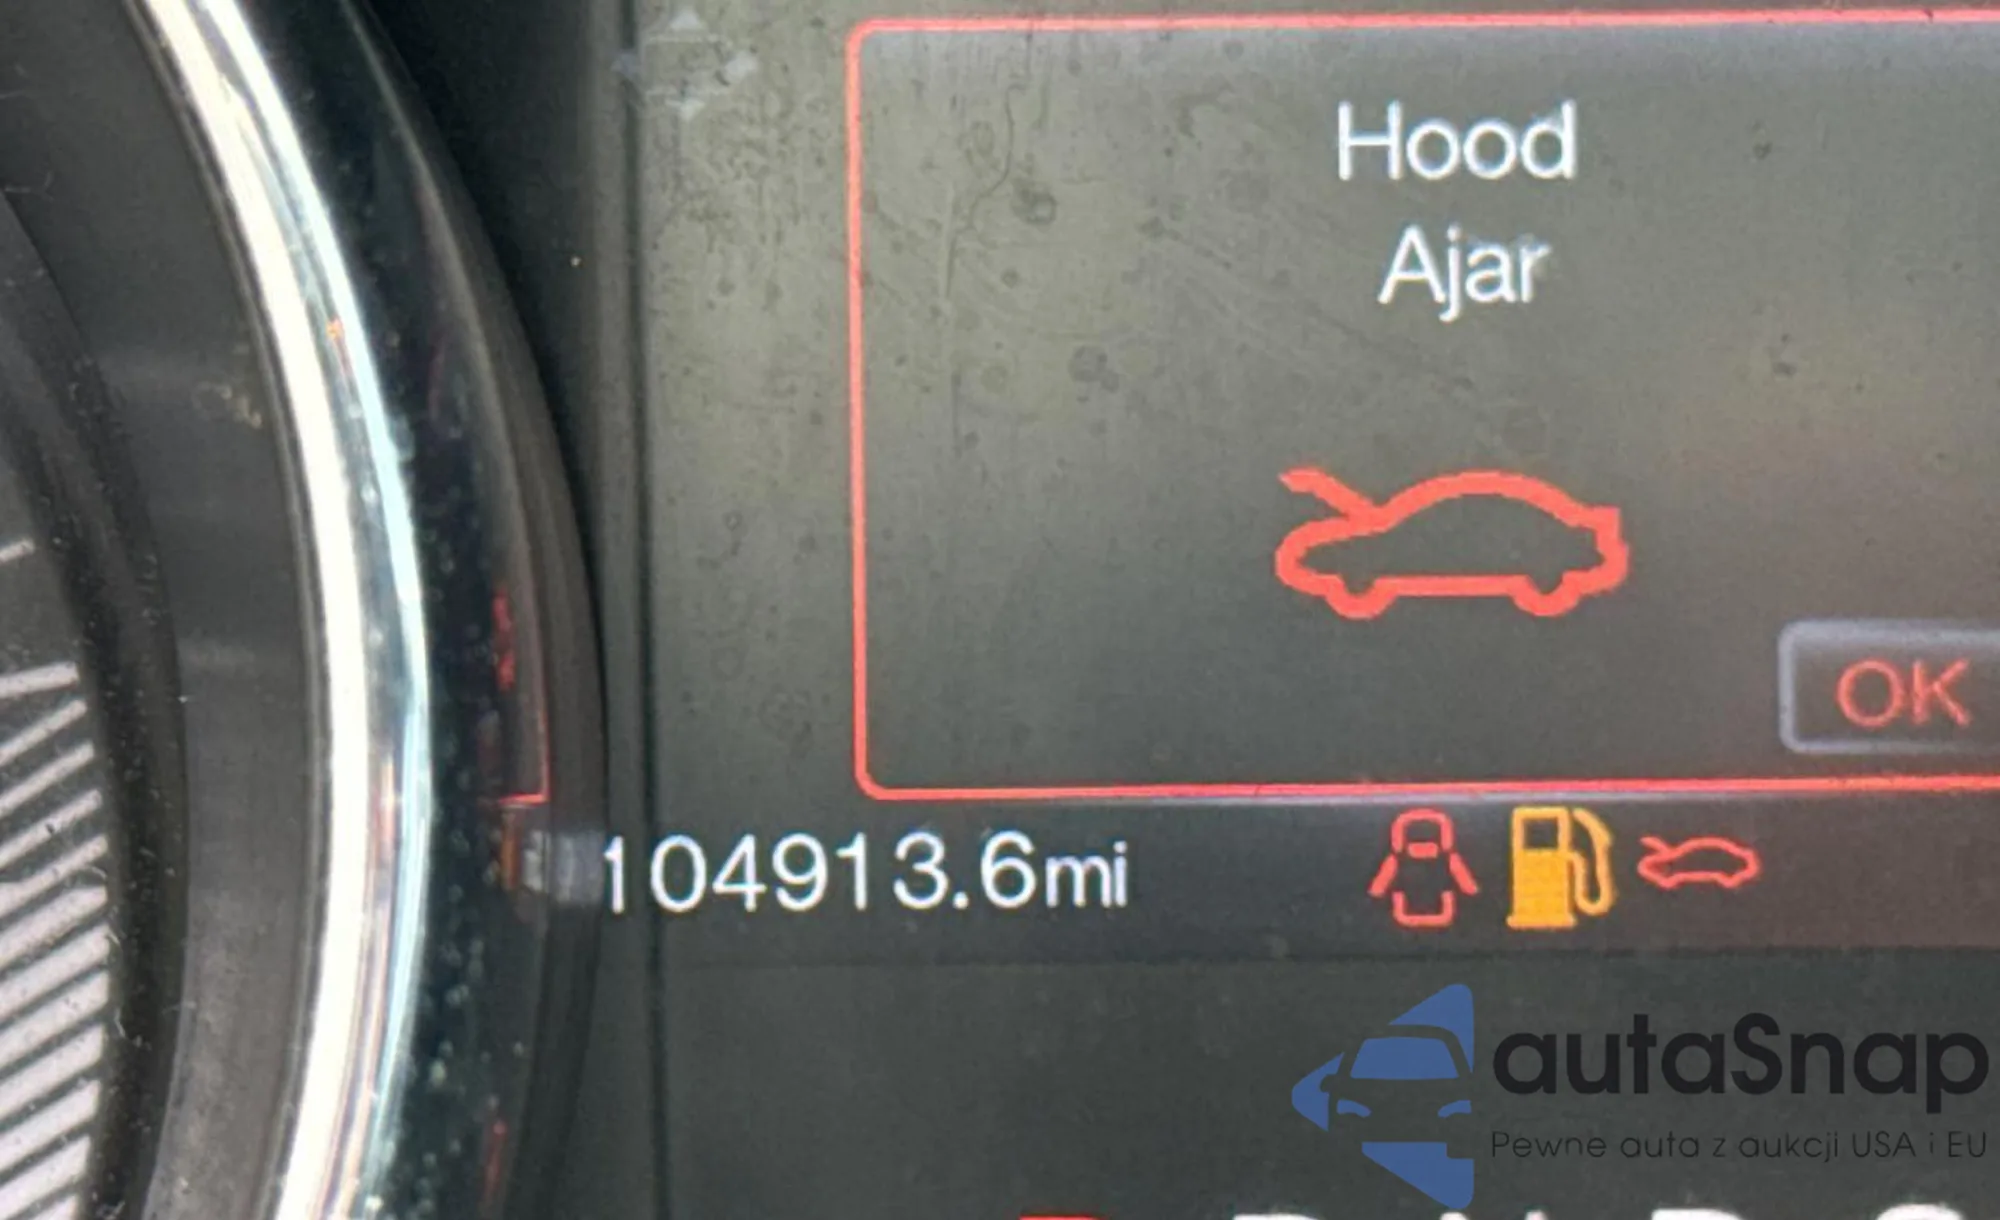 Hood
Ajar
OK
104913.6mi
autaSnap
Pewne auta z aukcji USA i EU